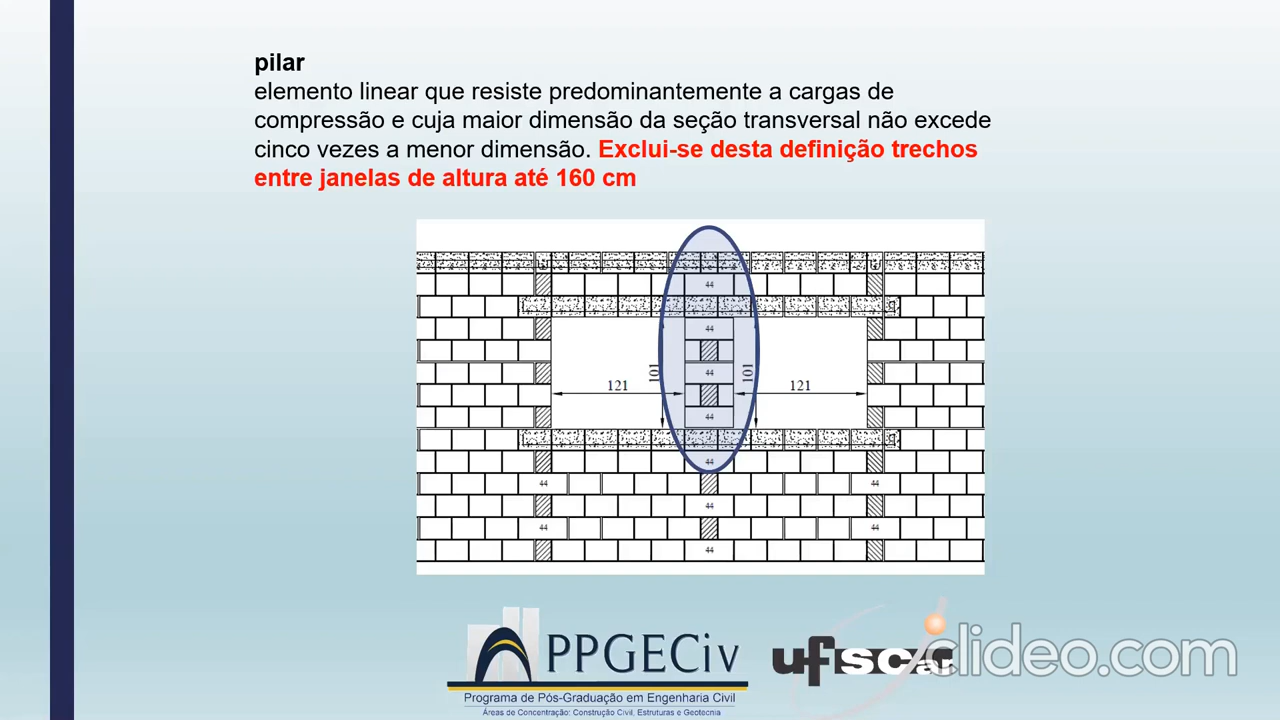 pilar
elemento linear que resiste predominantemente a cargas de
compressão e cuja maior dimensão da seção transversal não excede
cinco vezes a menor dimensão. Exclui-se desta definição trechos
entre janelas de altura até 160 cm
44
44
101
44
101
121
121
44
44
44
44
44
44
44
44
44
PPGECiv
Programa de Pós-Graduação em Engenharia Civil
Áreas de Concentração: Construção Civil, Estruturas e Geotecnia
ufscar
clideo.com